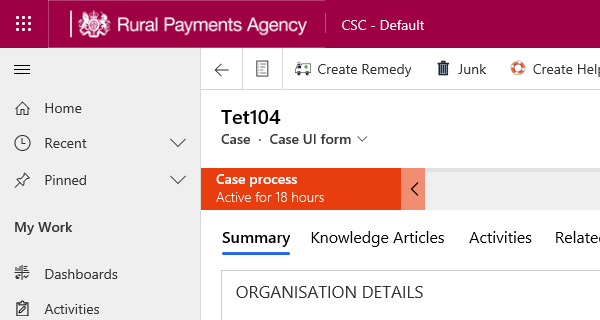 Rural Payments Agency
CSC - Default
Create Remedy
Junk
Create Help
Home
Recent
Pinned
My Work
Dashboards
Activities
Tet104
Case · Case UI form
Case process
Active for 18 hours
Summary
Knowledge Articles
Activities
Relate
ORGANISATION DETAILS